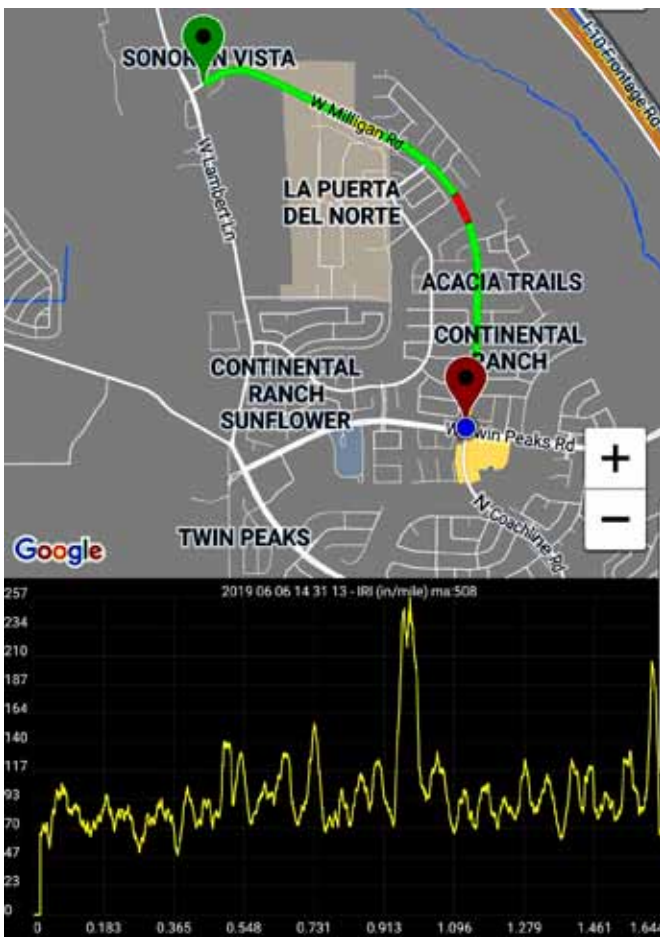 SONORAN VISTA
I-10 Frontage Rd
W Milligan Rd
W Lambert Ln
LA PUERTA
DEL NORTE
ACACIA TRAILS
CONTINENTAL
RANCH
CONTINENTAL
RANCH
SUNFLOWER
W Twin Peaks Rd
+
N Coachline Rd
−
TWIN PEAKS
Google
2019 06 06 14 31 13 - IRI (in/mile) ma:508
257
234
210
187
164
140
117
93
70
47
23
0
0 0.183 0.365 0.548 0.731 0.913 1.096 1.279 1.461 1.644